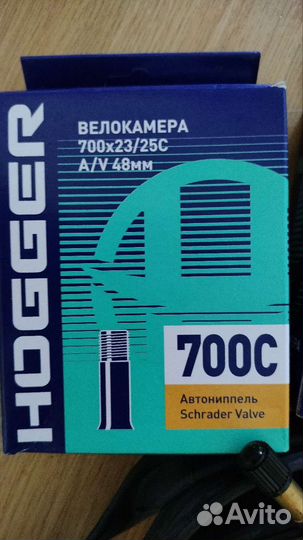 HOGGER
ВЕЛОКАМЕРА
700x23/25C
A/V 48мм
700C
Автониппель
Schrader Valve
Avito